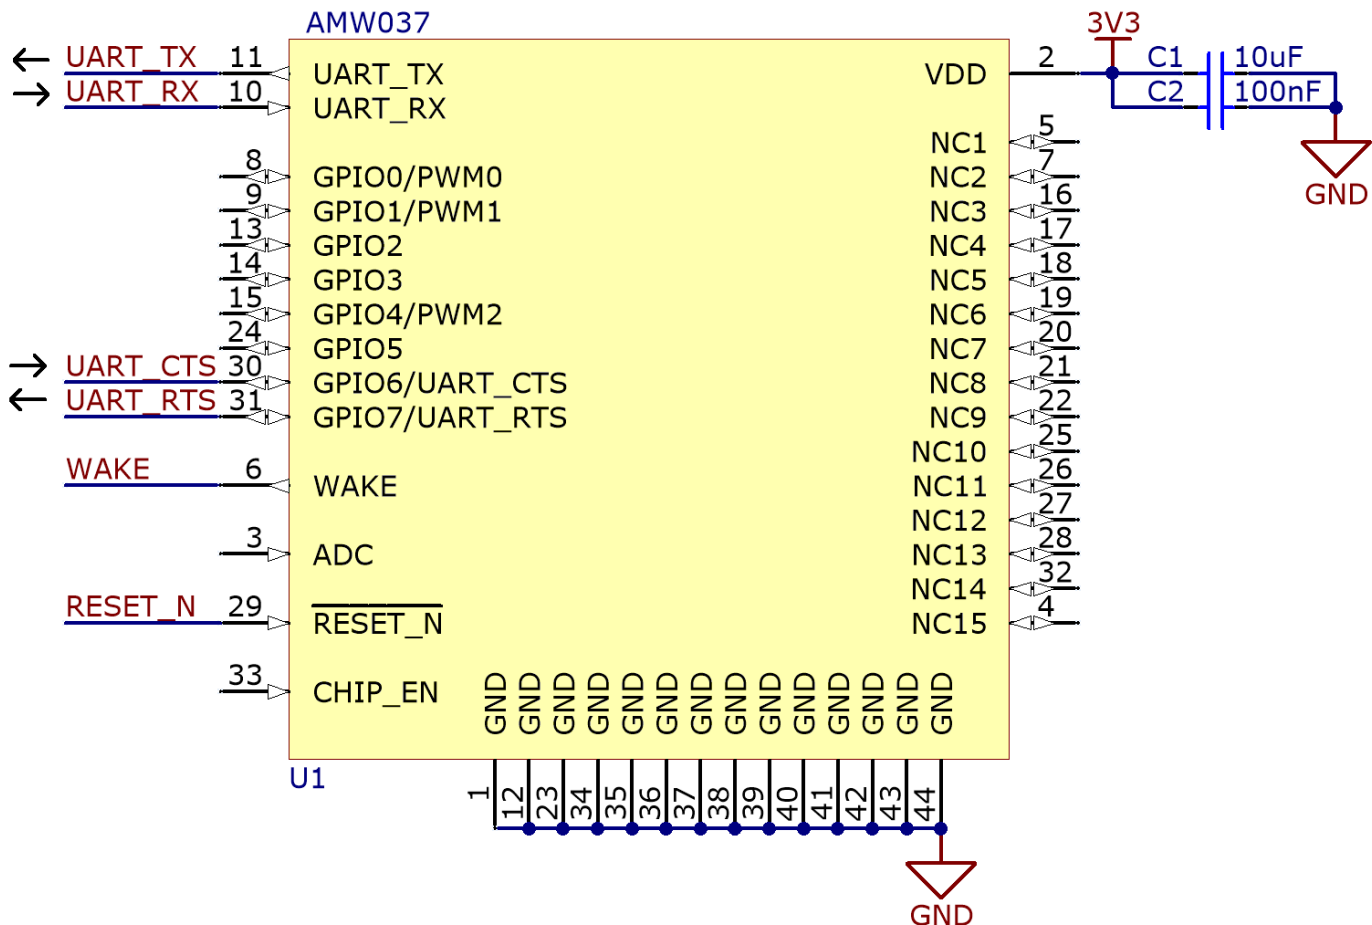 AMW037
3V3
UART_TX 11 UART_TX VDD 2 C1 10uF
UART_RX 10 UART_RX C2 100nF
NC1 5
8 GPIO0/PWM0 NC2 7
GND
9 GPIO1/PWM1 NC3 16
13 GPIO2 NC4 17
14 GPIO3 NC5 18
15 GPIO4/PWM2 NC6 19
24 GPIO5 NC7 20
UART_CTS 30 GPIO6/UART_CTS NC8 21
UART_RTS 31 GPIO7/UART_RTS NC9 22
NC10 25
WAKE 6 WAKE NC11 26
NC12 27
3 ADC NC13 28
NC14 32
RESET_N 29 RESET_N NC15 4
33 CHIP_EN
GND GND GND GND GND GND GND GND GND GND GND GND GND GND
U1
1 12 23 34 35 36 37 38 39 40 41 42 43 44
GND